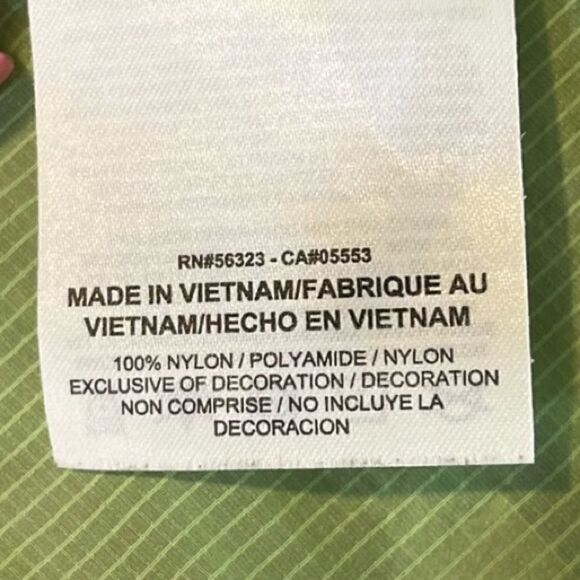 RN#56323 - CA#05553
MADE IN VIETNAM/FABRIQUE AU
VIETNAM/HECHO EN VIETNAM
100% NYLON / POLYAMIDE / NYLON
EXCLUSIVE OF DECORATION / DECORATION
NON COMPRISE / NO INCLUYE LA
DECORACION